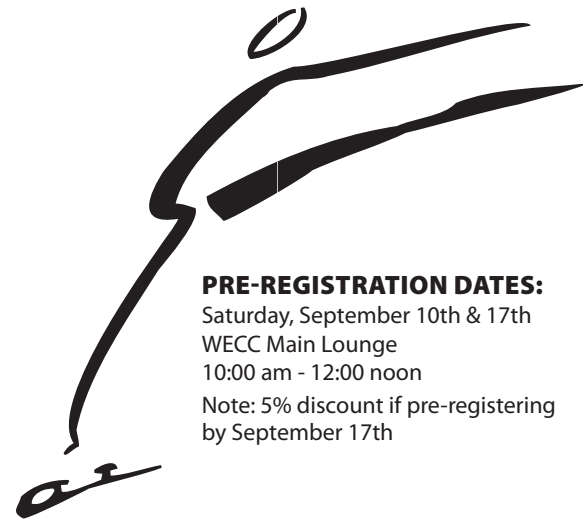 PRE-REGISTRATION DATES:
Saturday, September 10th & 17th
WECC Main Lounge
10:00 am - 12:00 noon
Note: 5% discount if pre-registering
by September 17th